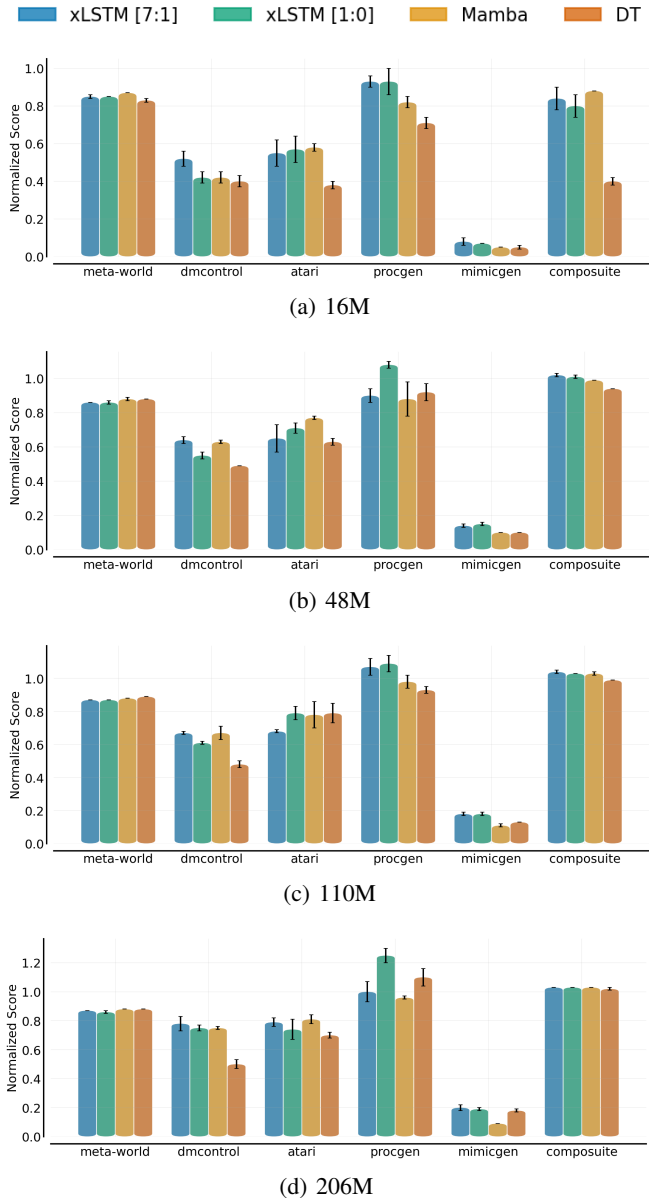 xLSTM [7:1] xLSTM [1:0] Mamba DT
1.0
0.8
0.6
0.4
0.2
0.0
Normalized Score
meta-world dmcontrol atari procgen mimicgen composuite
(a) 16M
1.0
0.8
0.6
0.4
0.2
0.0
Normalized Score
meta-world dmcontrol atari procgen mimicgen composuite
(b) 48M
1.0
0.8
0.6
0.4
0.2
0.0
Normalized Score
meta-world dmcontrol atari procgen mimicgen composuite
(c) 110M
1.2
1.0
0.8
0.6
0.4
0.2
0.0
Normalized Score
meta-world dmcontrol atari procgen mimicgen composuite
(d) 206M